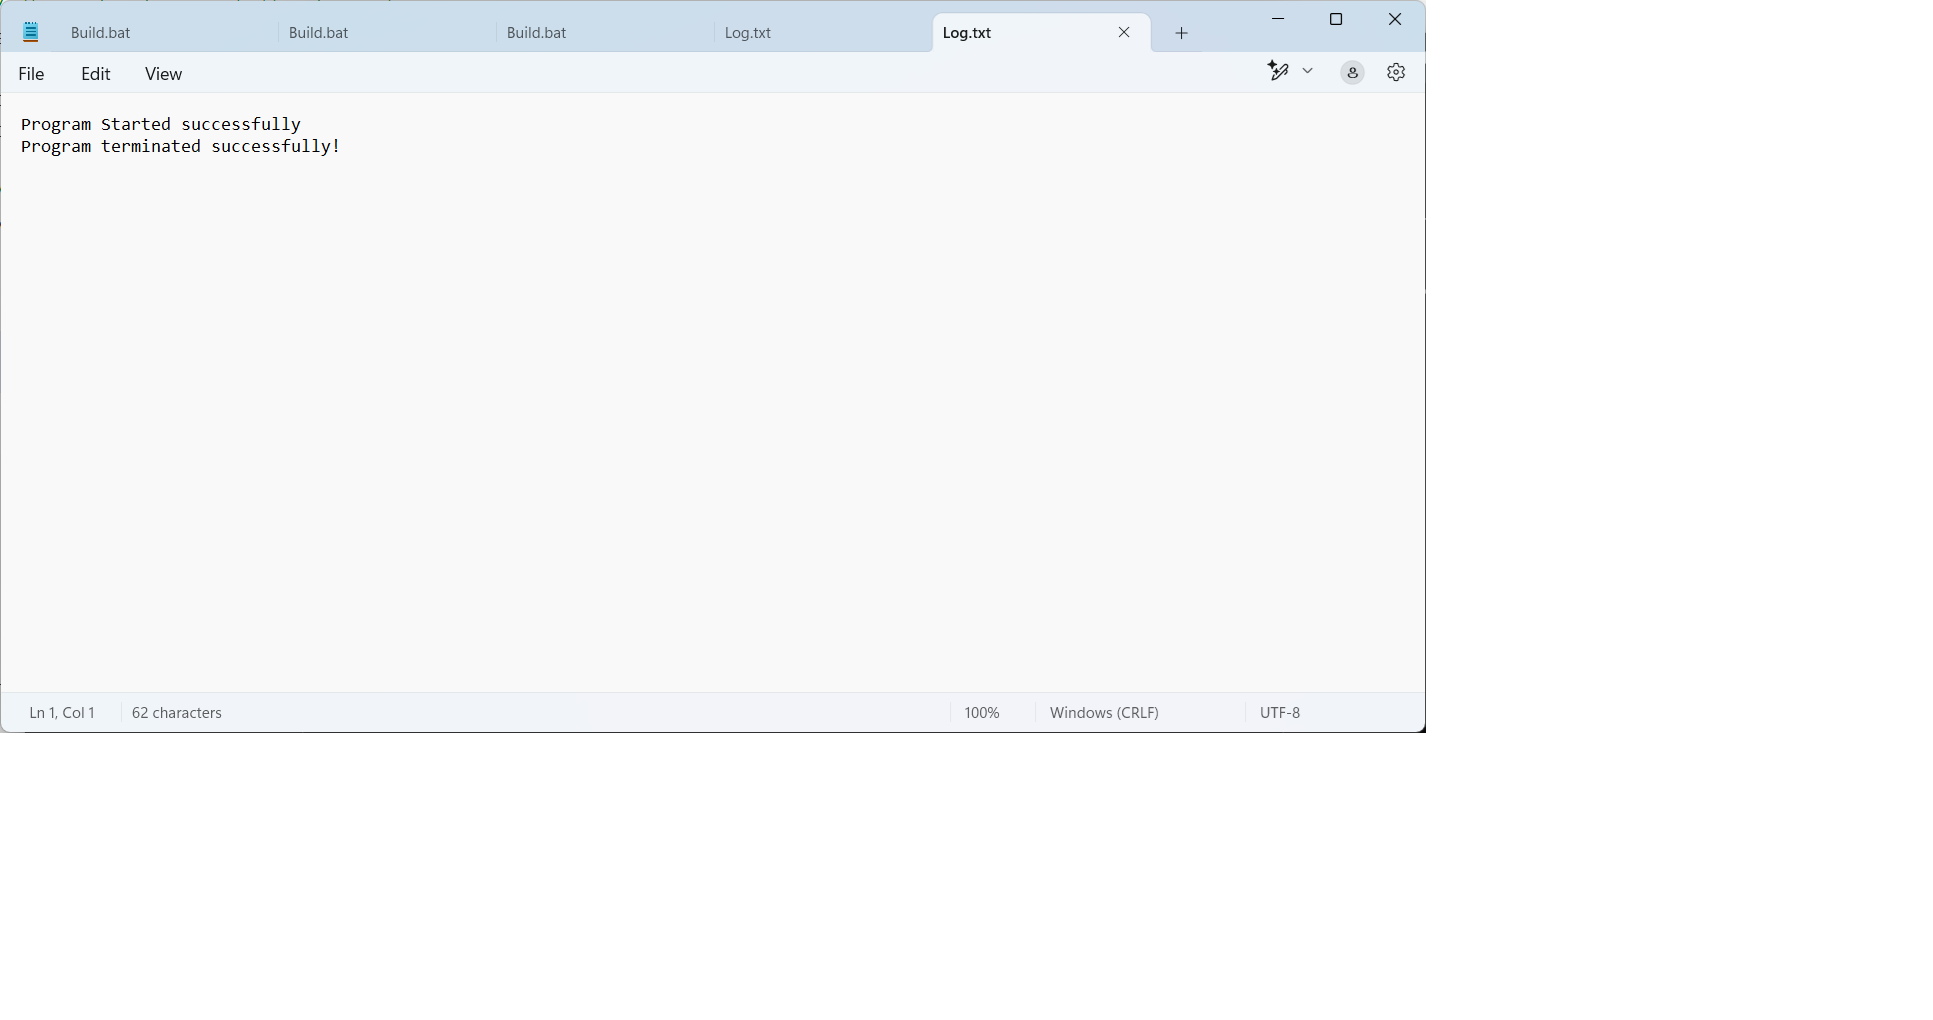 Build.bat
Build.bat
Build.bat
Log.txt
Log.txt
File Edit View
Program Started successfully
Program terminated successfully!
Ln 1, Col 1 62 characters 100% Windows (CRLF) UTF-8